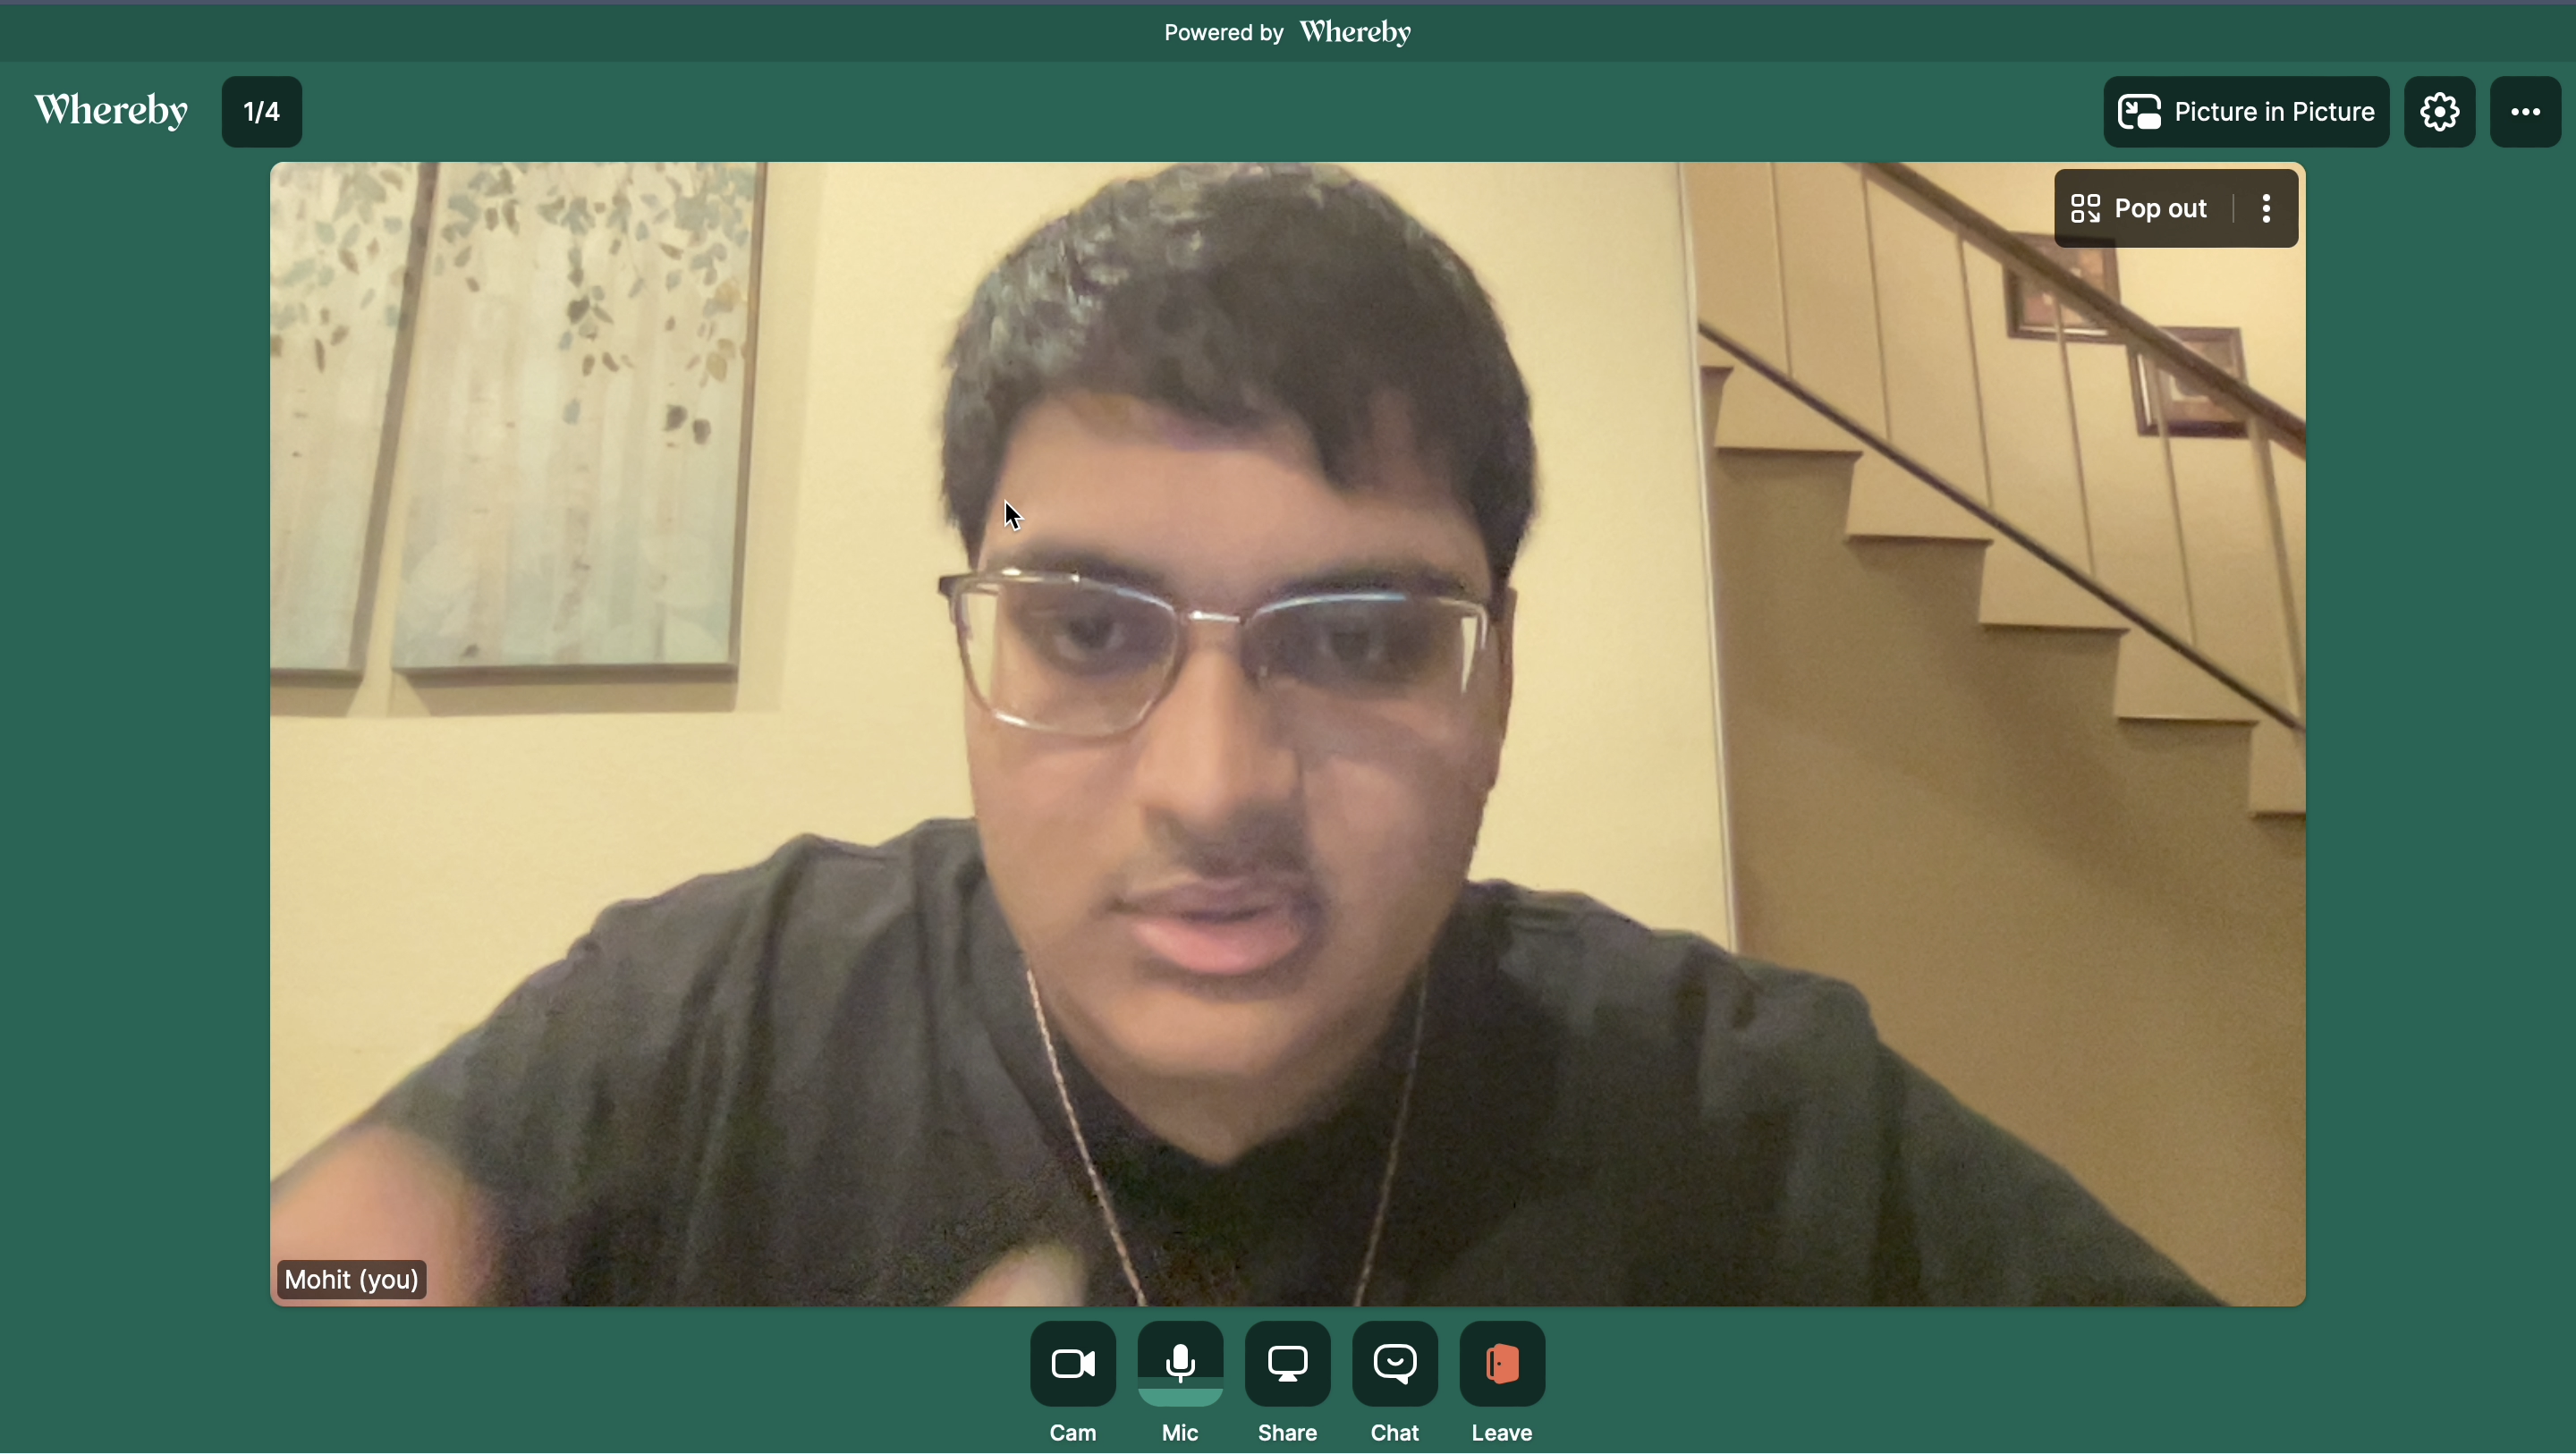 Powered by Whereby
Whereby 1/4 Picture in Picture
Pop out
Mohit (you)
Cam Mic Share Chat Leave